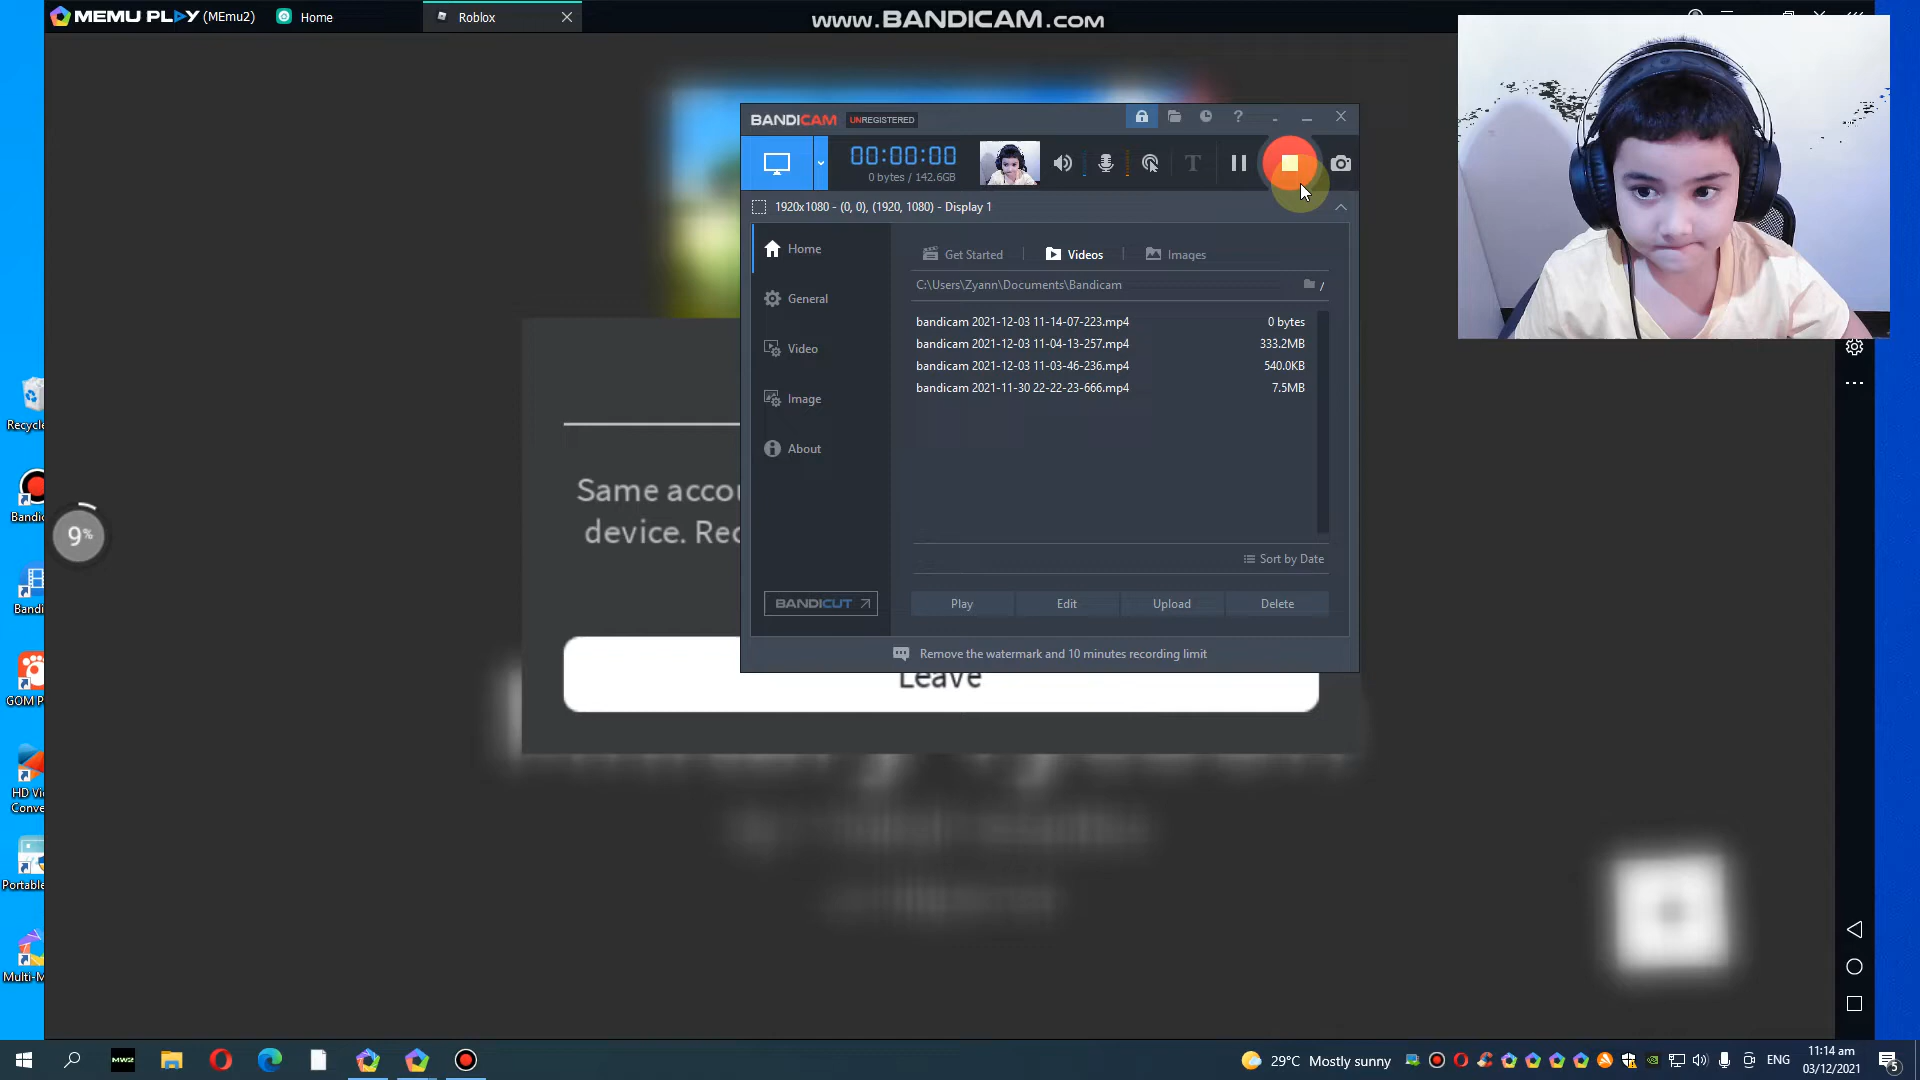 MEMU PLAY (MEmu2)
Home
Roblox
www.BANDICAM.com
BANDICAM
UNREGISTERED
00:00:00
0 bytes / 142.6GB
1920x1080 - (0, 0), (1920, 1080) - Display 1
Home
General
Video
Image
About
BANDICUT
Get Started
Videos
Images
C:\Users\Zyann\Documents\Bandicam
bandicam 2021-12-03 11-14-07-223.mp4 0 bytes
bandicam 2021-12-03 11-04-13-257.mp4 333.2MB
bandicam 2021-12-03 11-03-46-236.mp4 540.0KB
bandicam 2021-11-30 22-22-23-666.mp4 7.5MB
Sort by Date
Play Edit Upload Delete
Remove the watermark and 10 minutes recording limit
Same accou
device. Rec
Leave
9%
Recycle
Bandic
Bandi
GOM P
HD Vi
Conve
Portable
Multi-M
MW2
29°C Mostly sunny
ENG
11:14 am
03/12/2021
5